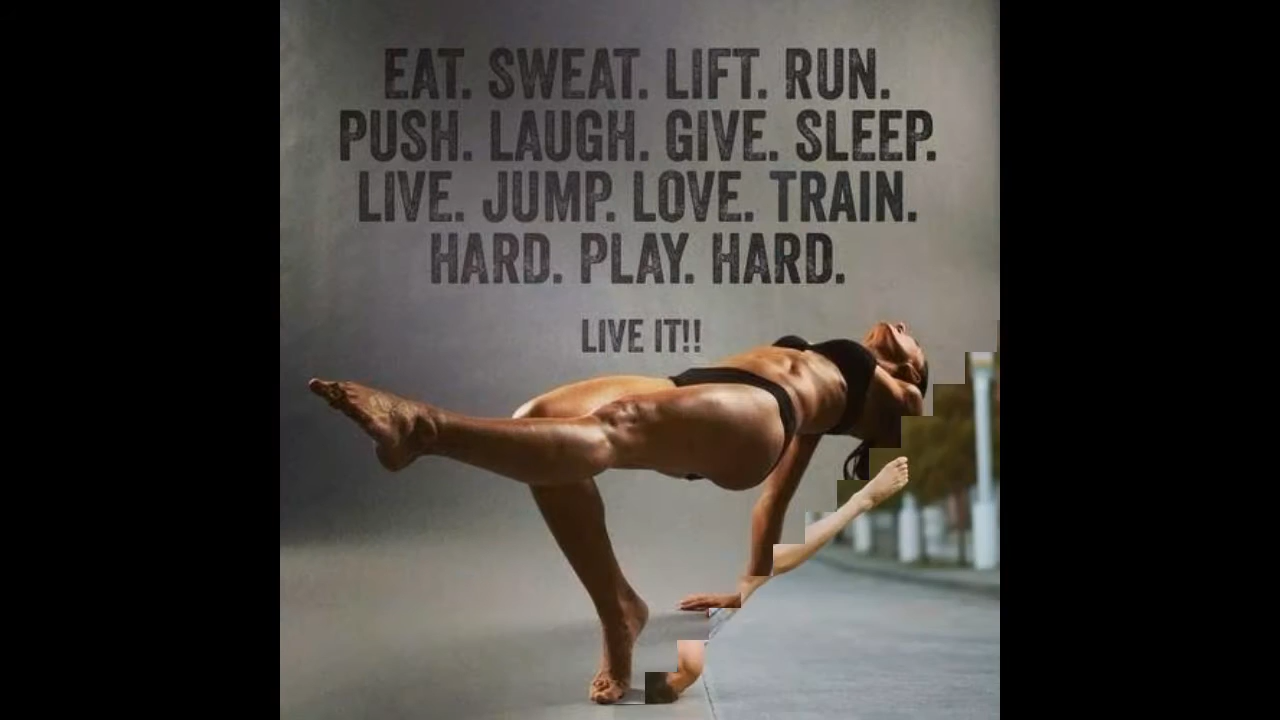 EAT. SWEAT. LIFT. RUN.
PUSH. LAUGH. GIVE. SLEEP.
LIVE. JUMP. LOVE. TRAIN.
HARD. PLAY. HARD.
LIVE IT!!